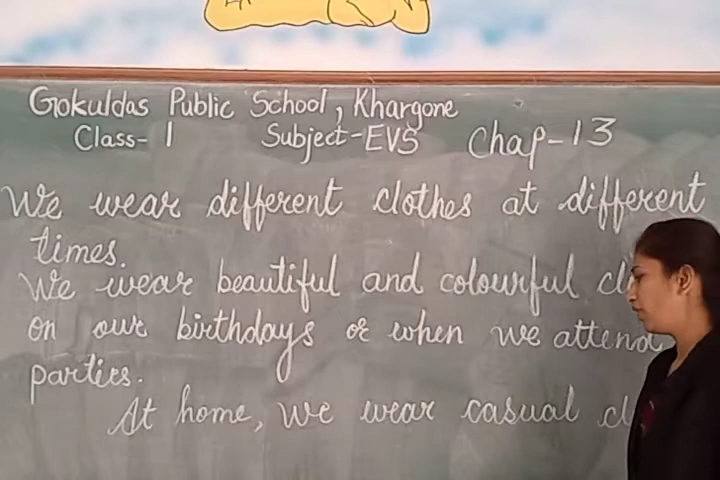 Gokuldas Public School, Khargone
Class- 1 Subject-EVS Chap-13
We wear different clothes at different
times.
We wear beautiful and colourful
on our birthdays or when we attend
parties.
At home, we wear casual